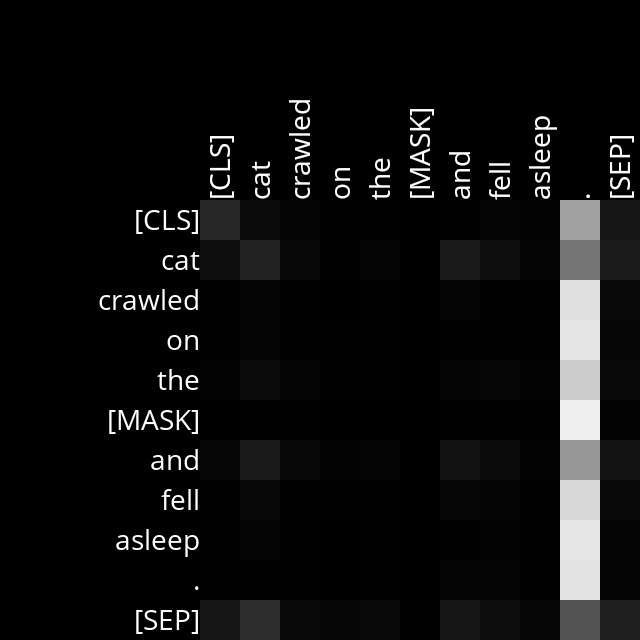 [CLS] cat crawled on the [MASK] and fell asleep . [SEP]
[CLS]
cat
crawled
on
the
[MASK]
and
fell
asleep
.
[SEP]